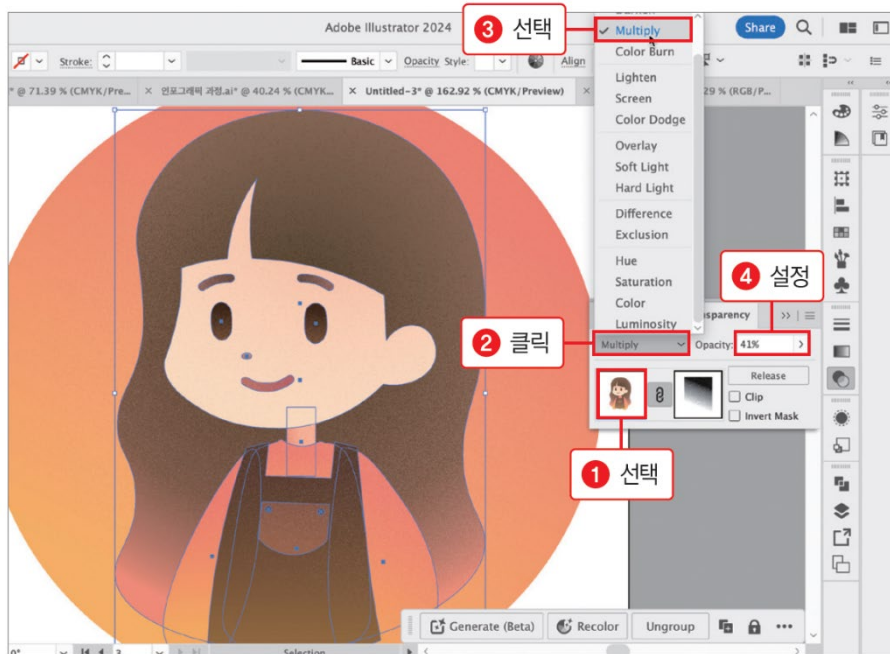 Adobe Illustrator 2024
3 선택
Multiply
Share
Stroke:
Basic
Opacity
Style:
Align
Color Burn
* @ 71.39 % (CMYK/Pre...
인포그래픽 과정.ai* @ 40.24 % (CMYK...
Untitled-3* @ 162.92 % (CMYK/Preview)
29 % (RGB/P...
Lighten
Screen
Color Dodge
Overlay
Soft Light
Hard Light
Difference
Exclusion
Hue
Saturation
Color
Luminosity
4 설정
nsparency
2 클릭
Multiply
Opacity: 41%
Release
Clip
Invert Mask
1 선택
Generate (Beta)
Recolor
Ungroup
0°
3
Selection